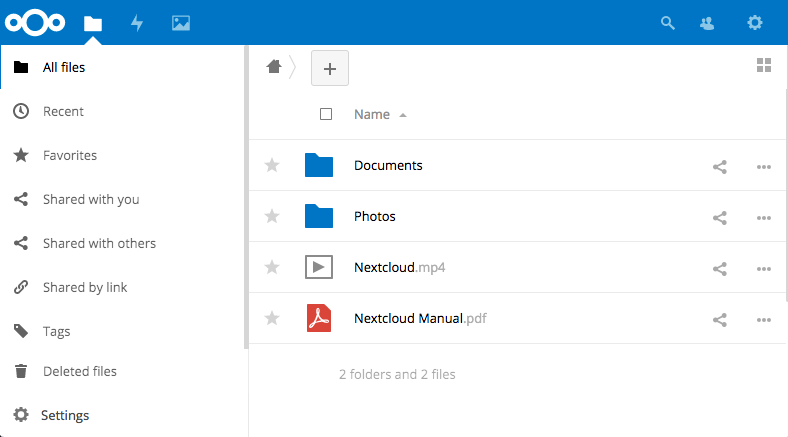 All files
Recent
Favorites
Shared with you
Shared with others
Shared by link
Tags
Deleted files
Settings
Name
Documents
Photos
Nextcloud.mp4
Nextcloud Manual.pdf
2 folders and 2 files